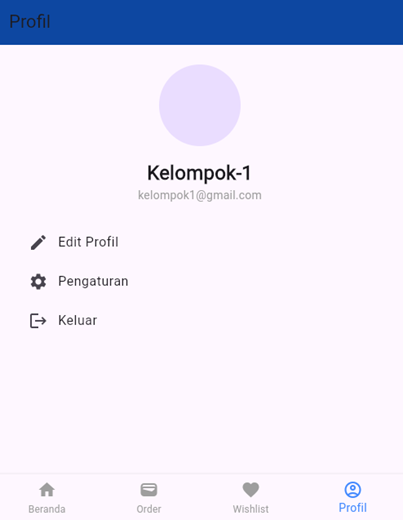 Profil
Kelompok-1
kelompok1@gmail.com
Edit Profil
Pengaturan
Keluar
Beranda
Order
Wishlist
Profil